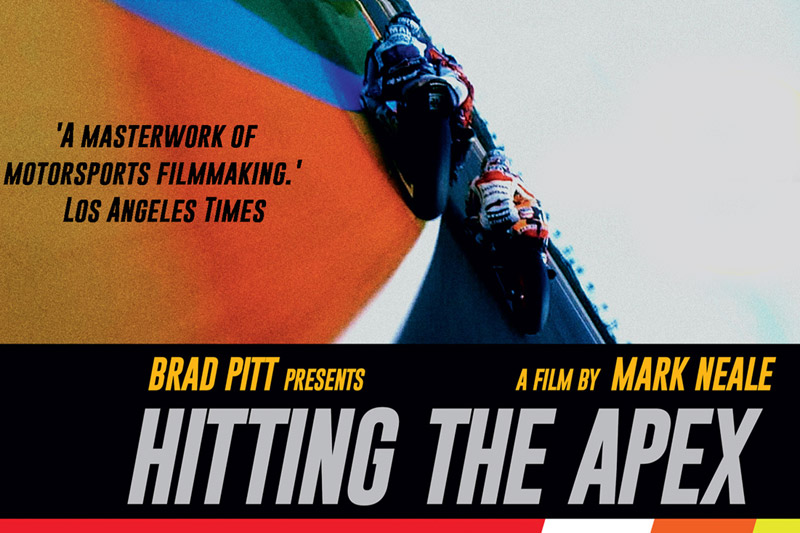 'A MASTERWORK OF
MOTORSPORTS FILMMAKING.'
LOS ANGELES TIMES
BRAD PITT PRESENTS
A FILM BY MARK NEALE
HITTING THE APEX